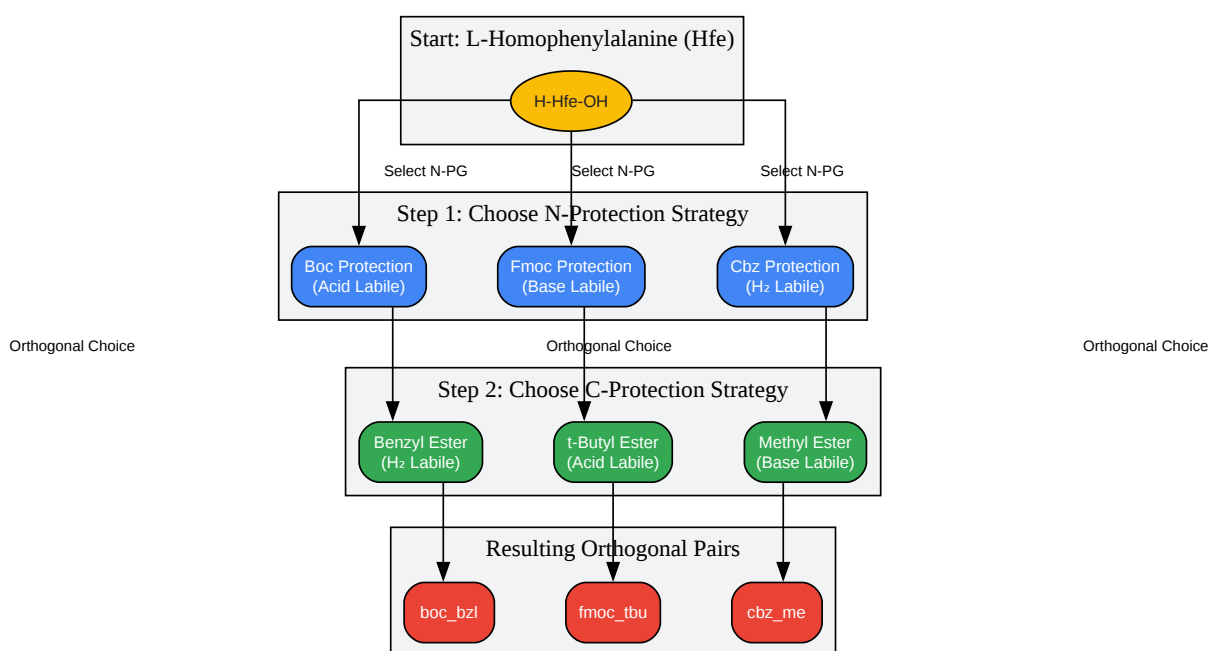 Start: L-Homophenylalanine (Hfe)
H-Hfe-OH
Select N-PG
Select N-PG
Select N-PG
Step 1: Choose N-Protection Strategy
Boc Protection
(Acid Labile)
Fmoc Protection
(Base Labile)
Cbz Protection
(H₂ Labile)
Orthogonal Choice
Orthogonal Choice
Orthogonal Choice
Step 2: Choose C-Protection Strategy
Benzyl Ester
(H₂ Labile)
t-Butyl Ester
(Acid Labile)
Methyl Ester
(Base Labile)
Resulting Orthogonal Pairs
boc_bzl
fmoc_tbu
cbz_me